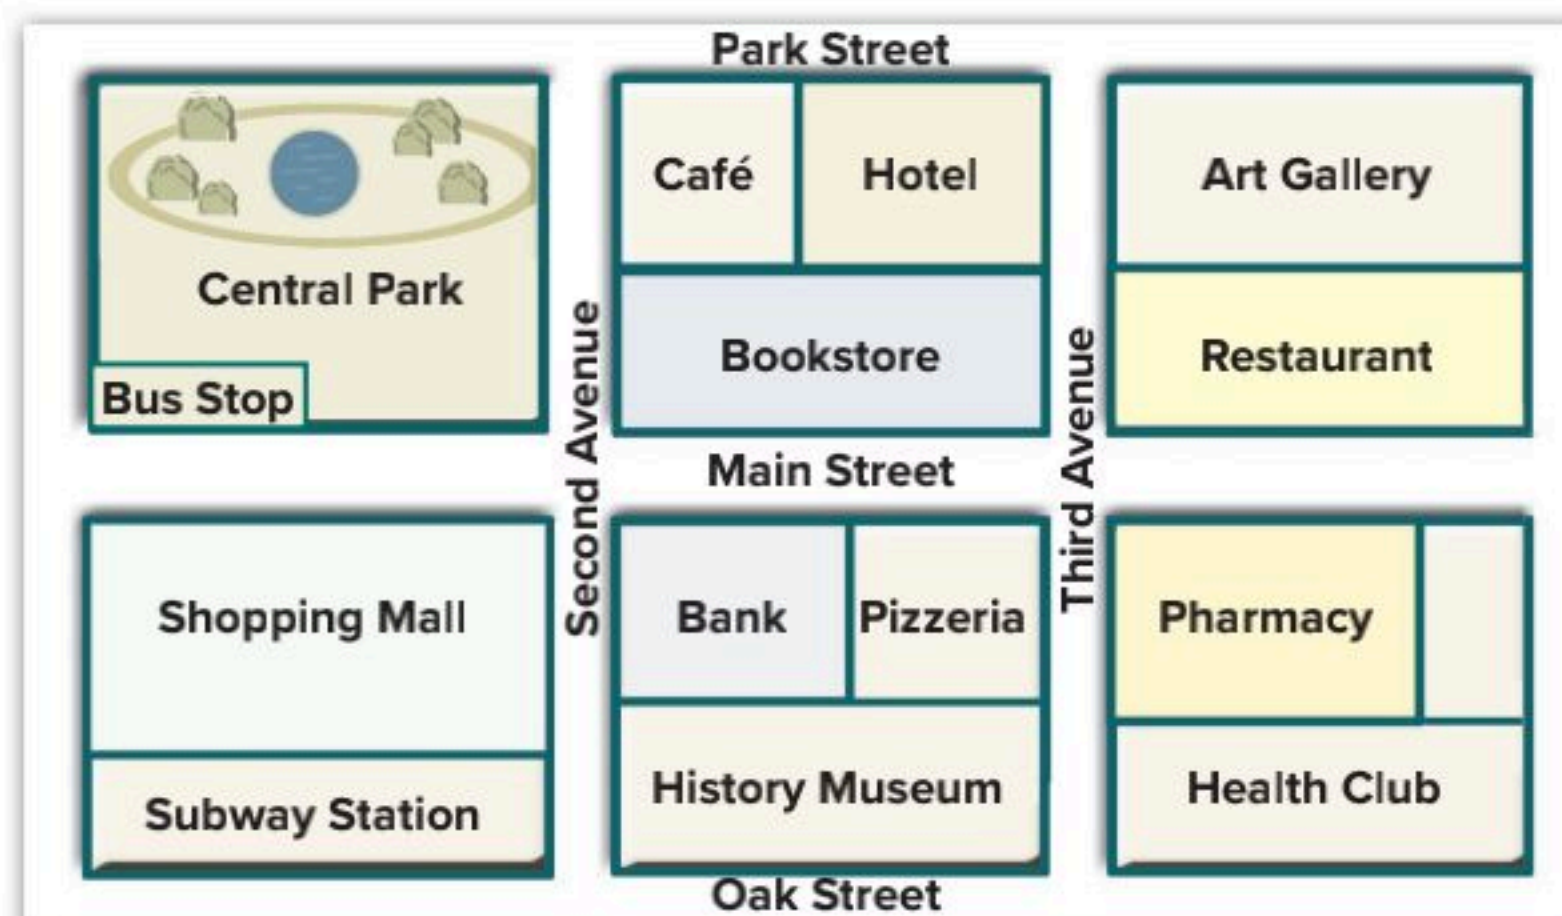 Park Street
Café
Hotel
Art Gallery
Central Park
Bookstore
Restaurant
Bus Stop
Second Avenue
Main Street
Third Avenue
Shopping Mall
Bank
Pizzeria
Pharmacy
Subway Station
History Museum
Health Club
Oak Street